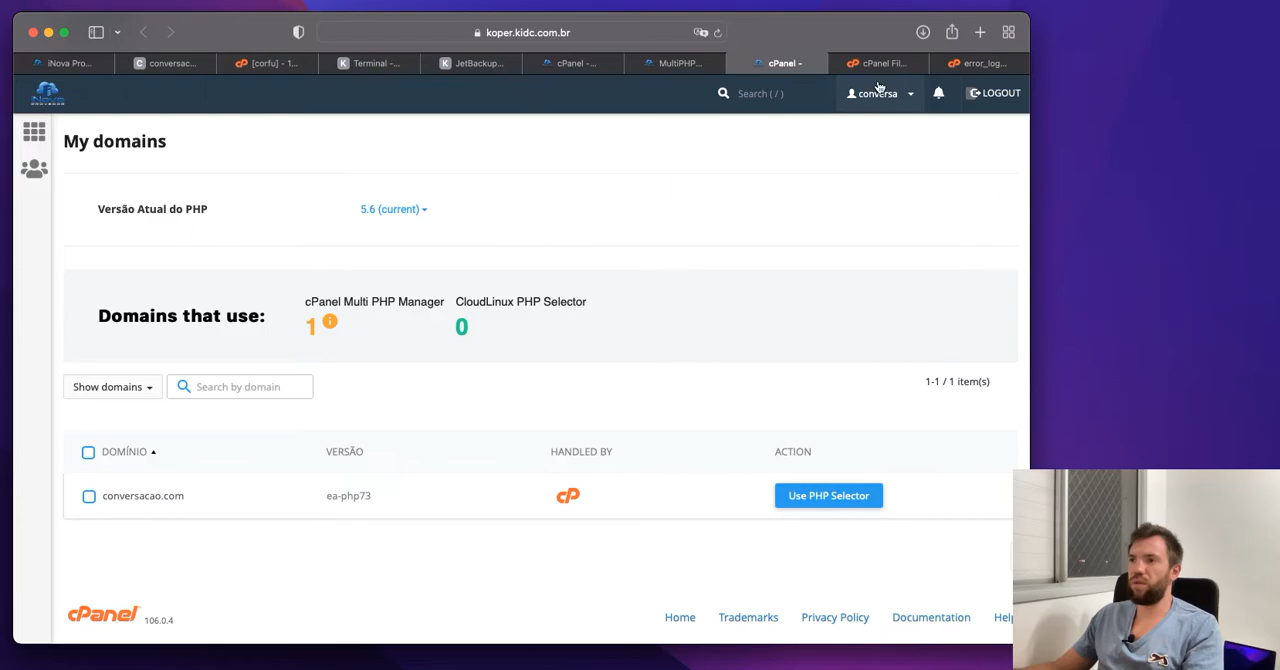 koper.kidc.com.br
iNova Pro...
C conversac...
[corfu] - 1...
K Terminal -...
K JetBackup...
cPanel -...
MultiPHP...
cPanel -
cPanel Fil...
error_log...
Search ( / )
conversa
LOGOUT
My domains
Versão Atual do PHP
5.6 (current)
Domains that use:
cPanel Multi PHP Manager
1
CloudLinux PHP Selector
0
Show domains
Search by domain
1-1 / 1 item(s)
DOMÍNIO
VERSÃO
HANDLED BY
ACTION
conversacao.com
ea-php73
cP
Use PHP Selector
cPanel 106.0.4
Home
Trademarks
Privacy Policy
Documentation
Hel